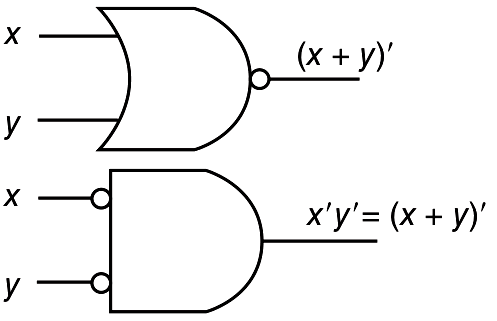 x
(x + y)′
y
x
x′y′= (x + y)′
y